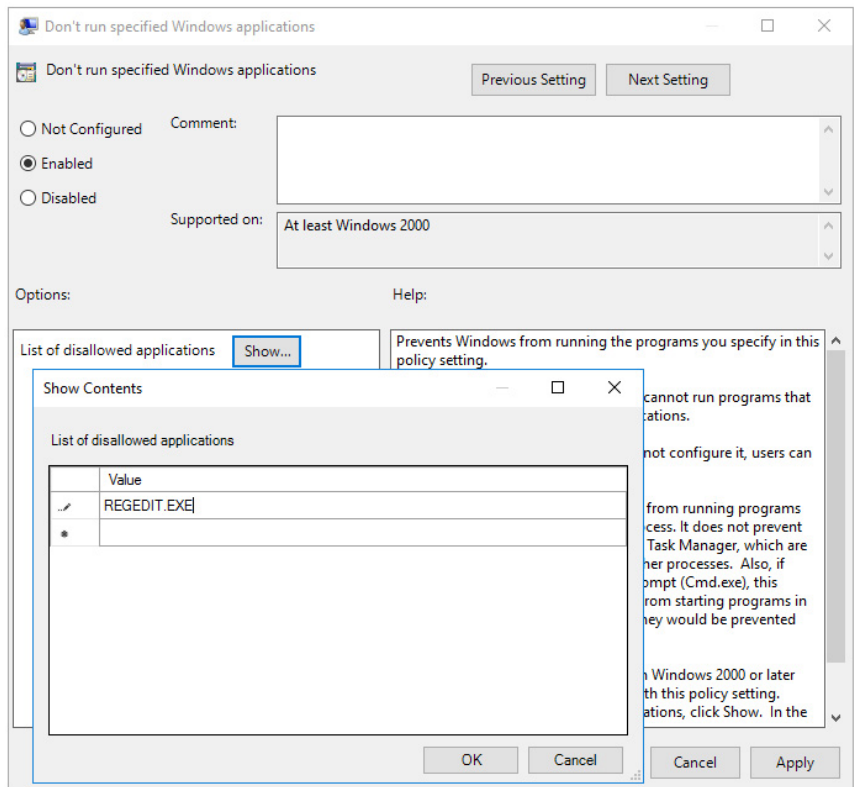 Don't run specified Windows applications
Don't run specified Windows applications
Previous Setting
Next Setting
Not Configured
Enabled
Disabled
Comment:
Supported on:
At least Windows 2000
Options:
Help:
List of disallowed applications
Show...
Prevents Windows from running the programs you specify in this
policy setting.
cannot run programs that
cations.
not configure it, users can
from running programs
cess. It does not prevent
Task Manager, which are
her processes.  Also, if
ompt (Cmd.exe), this
rom starting programs in
hey would be prevented
Windows 2000 or later
th this policy setting.
ations, click Show.  In the
Show Contents
List of disallowed applications
Value
REGEDIT.EXE
OK
Cancel
Cancel
Apply